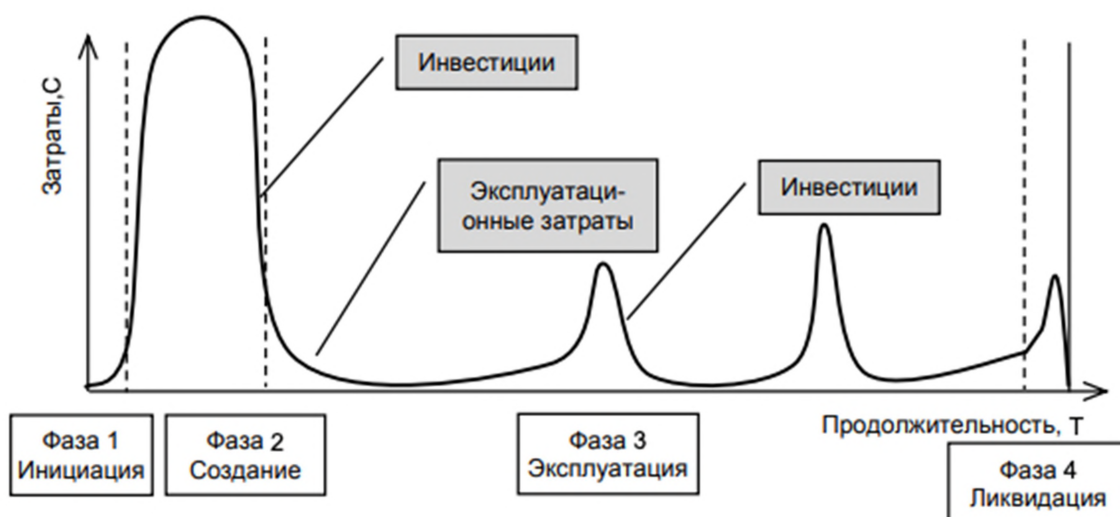 Затраты,С
Инвестиции
Эксплуатаци-
онные затраты
Инвестиции
Продолжительность, Т
Фаза 1
Инициация
Фаза 2
Создание
Фаза 3
Эксплуатация
Фаза 4
Ликвидация